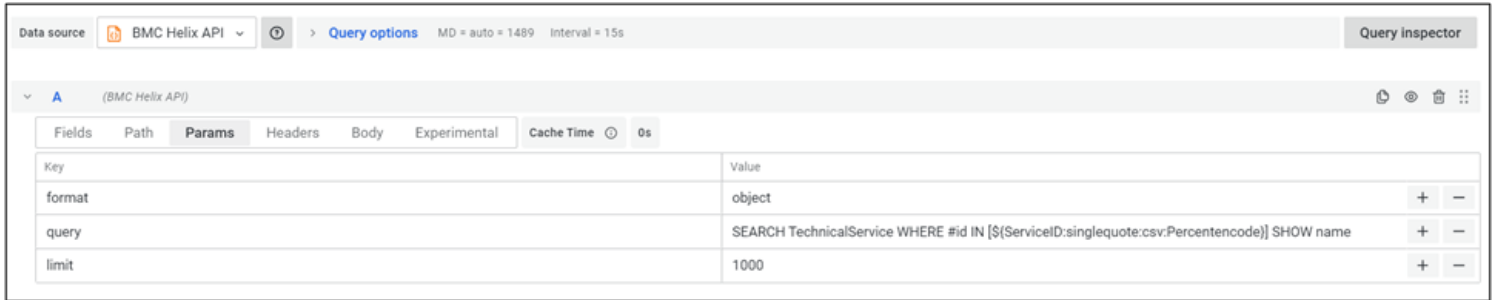 Data source BMC Helix API Query options MD = auto = 1489 Interval = 15s Query inspector
A (BMC Helix API)
Fields Path Params Headers Body Experimental Cache Time 0s
Key Value
format object
query SEARCH TechnicalService WHERE #id IN [${ServiceID:singlequote:csv:Percentencode}] SHOW name
limit 1000